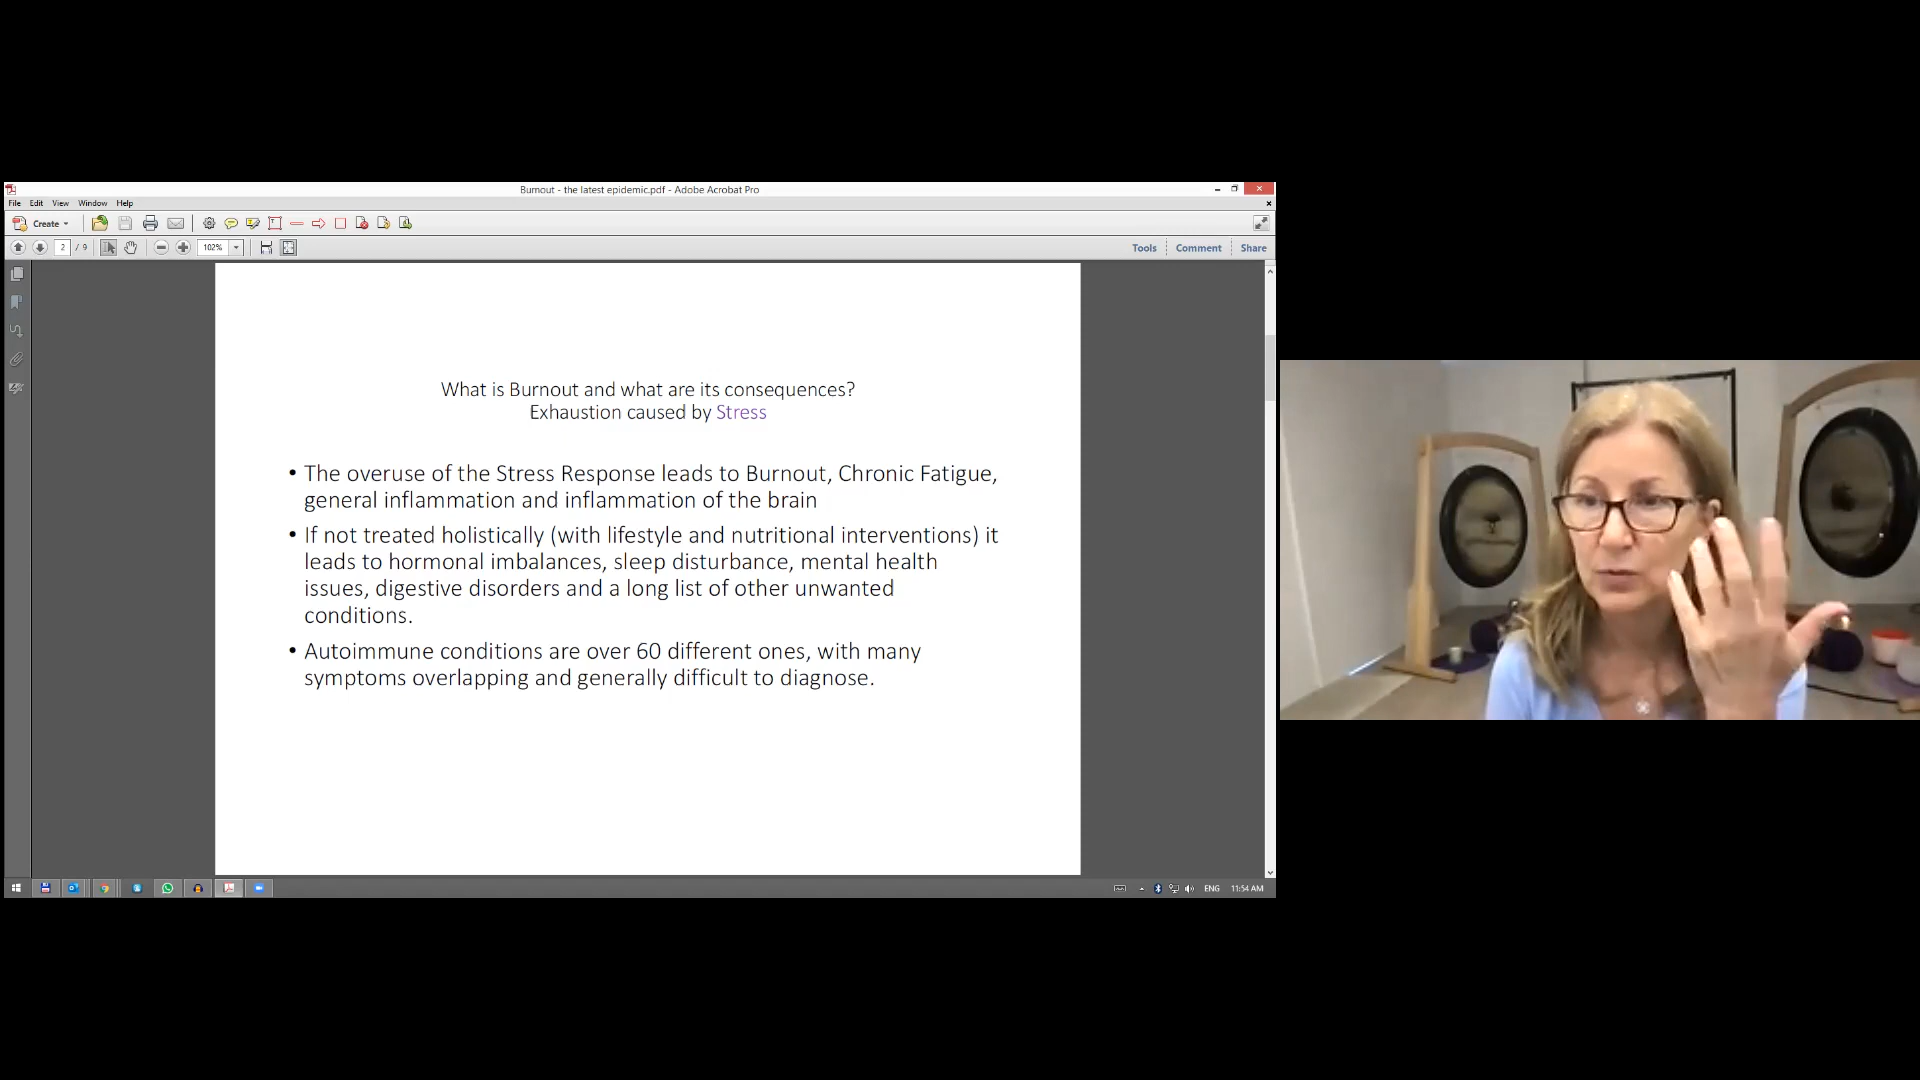 Burnout - the latest epidemic.pdf - Adobe Acrobat Pro
File Edit View Window Help
Create
2 / 9 102% Tools Comment Share
What is Burnout and what are its consequences?
Exhaustion caused by Stress
• The overuse of the Stress Response leads to Burnout, Chronic Fatigue,
general inflammation and inflammation of the brain
• If not treated holistically (with lifestyle and nutritional interventions) it
leads to hormonal imbalances, sleep disturbance, mental health
issues, digestive disorders and a long list of other unwanted
conditions.
• Autoimmune conditions are over 60 different ones, with many
symptoms overlapping and generally difficult to diagnose.
ENG 11:54 AM